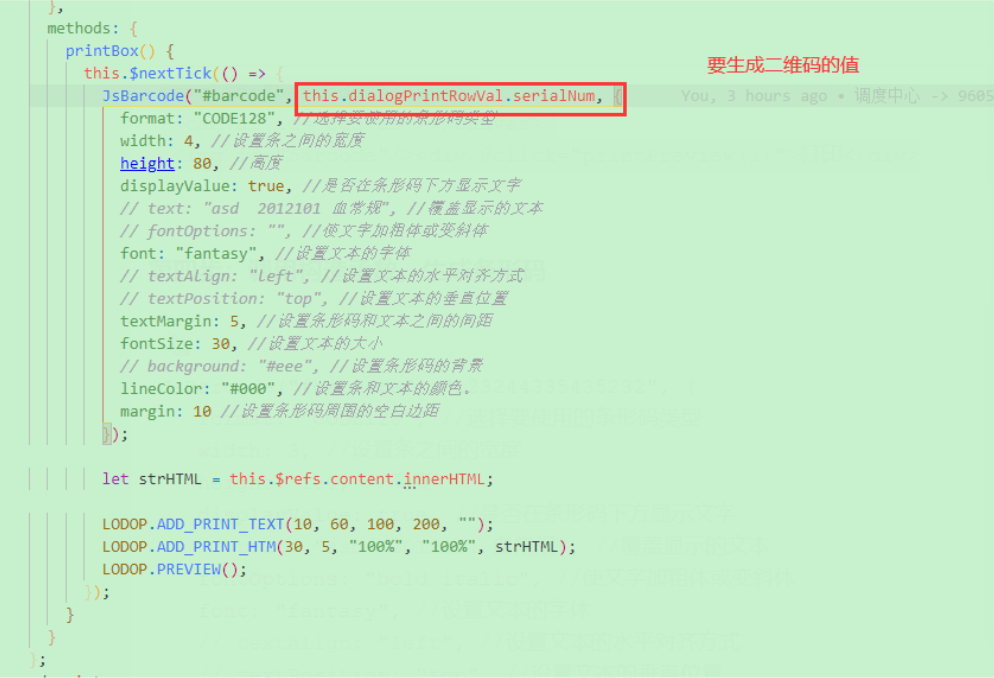 },
methods: {
printBox() {
this.$nextTick(() => {
要生成二维码的值
JsBarcode("#barcode", this.dialogPrintRowVal.serialNum, { You, 3 hours ago • 调度中心 -> 9605
format: "CODE128", //选择要使用的条形码类型
width: 4, //设置条之间的宽度
height: 80, //高度
displayValue: true, //是否在条形码下方显示文字
// text: "asd  2012101 血常规", //覆盖显示的文本
// fontOptions: "", //使文字加粗体或变斜体
font: "fantasy", //设置文本的字体
// textAlign: "left", //设置文本的水平对齐方式
// textPosition: "top", //设置文本的垂直位置
textMargin: 5, //设置条形码和文本之间的间距
fontSize: 30, //设置文本的大小
// background: "#eee", //设置条形码的背景
lineColor: "#000", //设置条和文本的颜色。
margin: 10 //设置条形码周围的空白边距
});
let strHTML = this.$refs.content.innerHTML;
LODOP.ADD_PRINT_TEXT(10, 60, 100, 200, "");
LODOP.ADD_PRINT_HTM(30, 5, "100%", "100%", strHTML);
LODOP.PREVIEW();
});
}
}
};